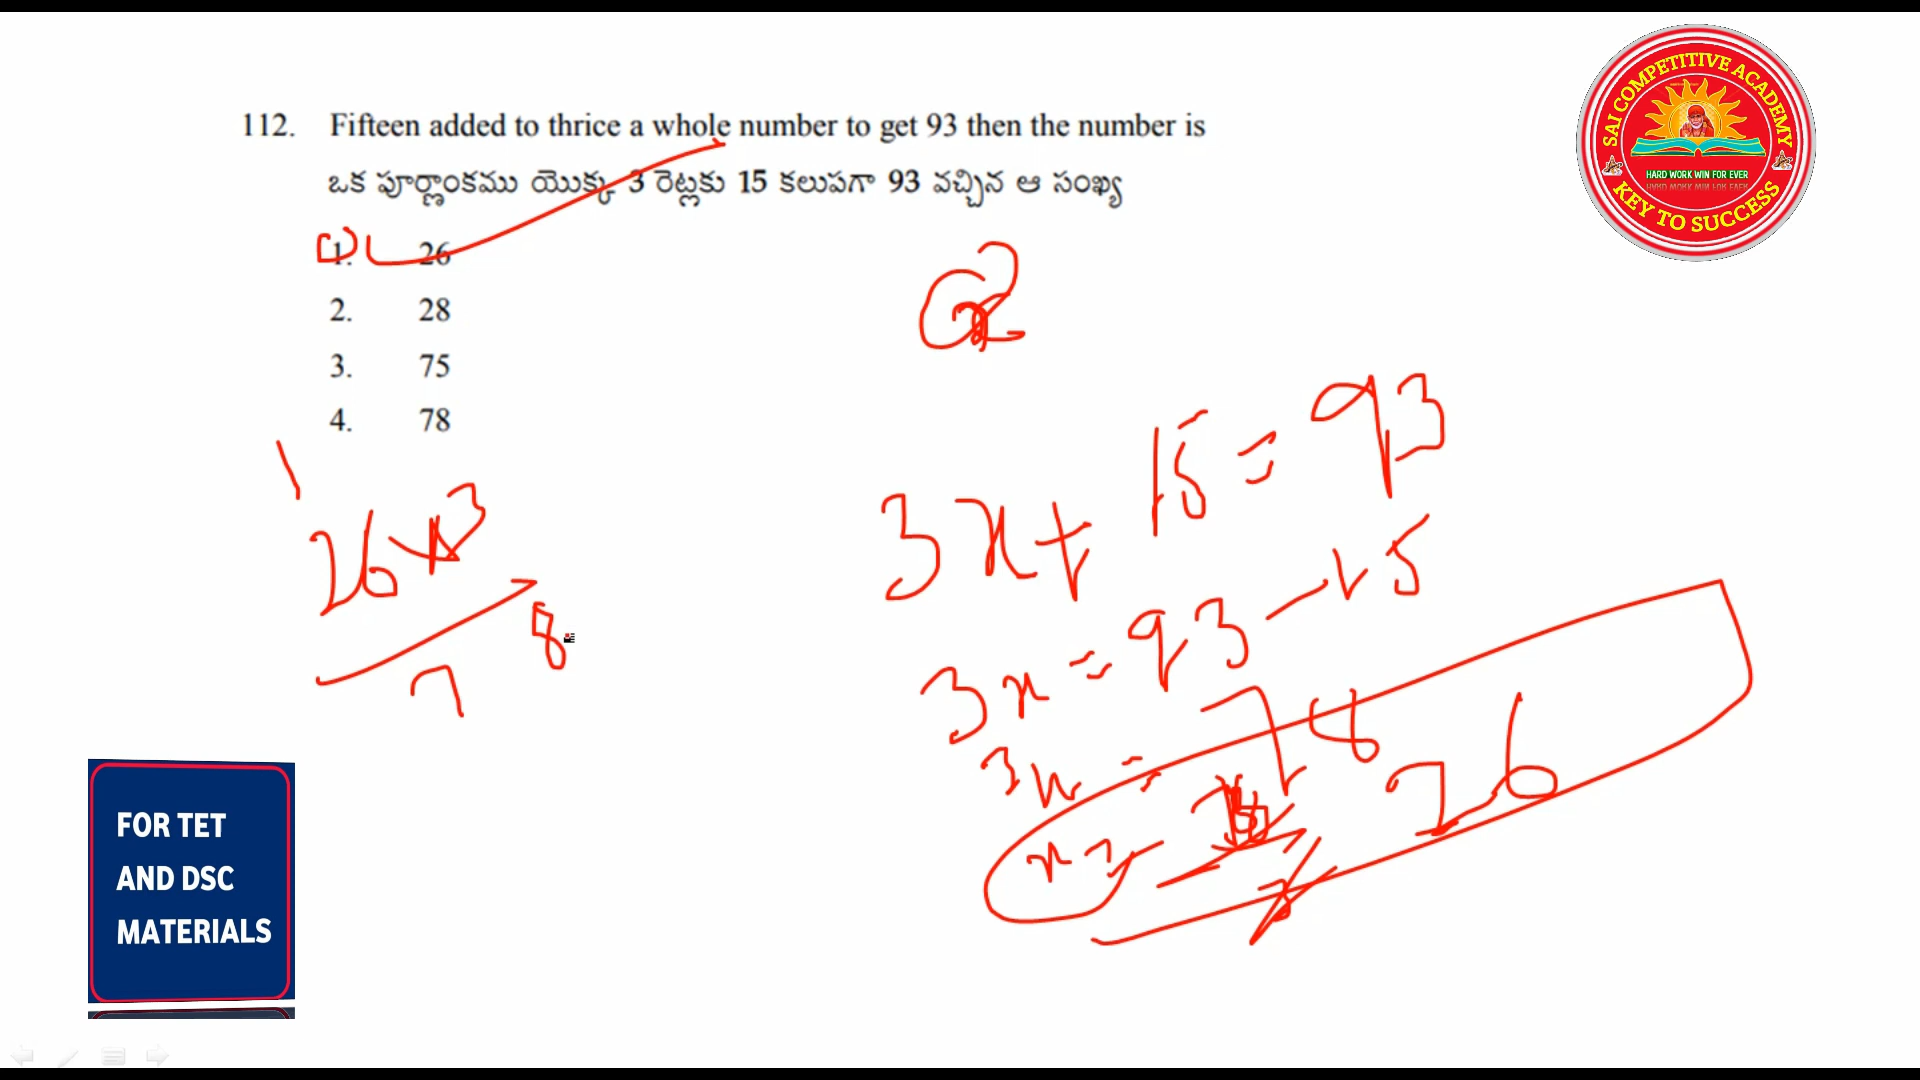 112. Fifteen added to thrice a whole number to get 93 then the number is
ఒక పూర్ణాంకము యొక్క 3 రెట్లకు 15 కలుపగా 93 వచ్చిన ఆ సంఖ్య
1. 26
2. 28
3. 75
4. 78
3x + 15 = 93
3x = 93 - 15
3x = 78
26
26 x 3
78
SAI COMPETITIVE ACADEMY
HARD WORK WIN FOR EVER
KEY TO SUCCESS
FOR TET
AND DSC
MATERIALS